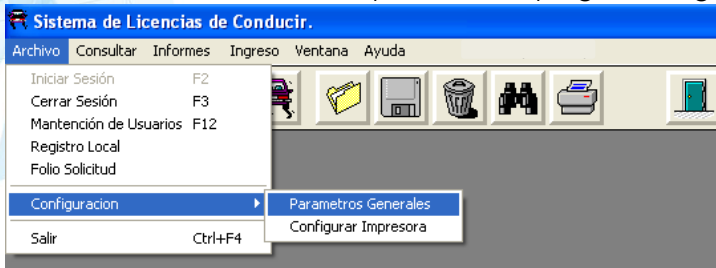 Sistema de Licencias de Conducir.
Archivo Consultar Informes Ingreso Ventana Ayuda
Iniciar Sesión F2
Cerrar Sesión F3
Mantención de Usuarios F12
Registro Local
Folio Solicitud
Configuracion
Parametros Generales
Configurar Impresora
Salir Ctrl+F4